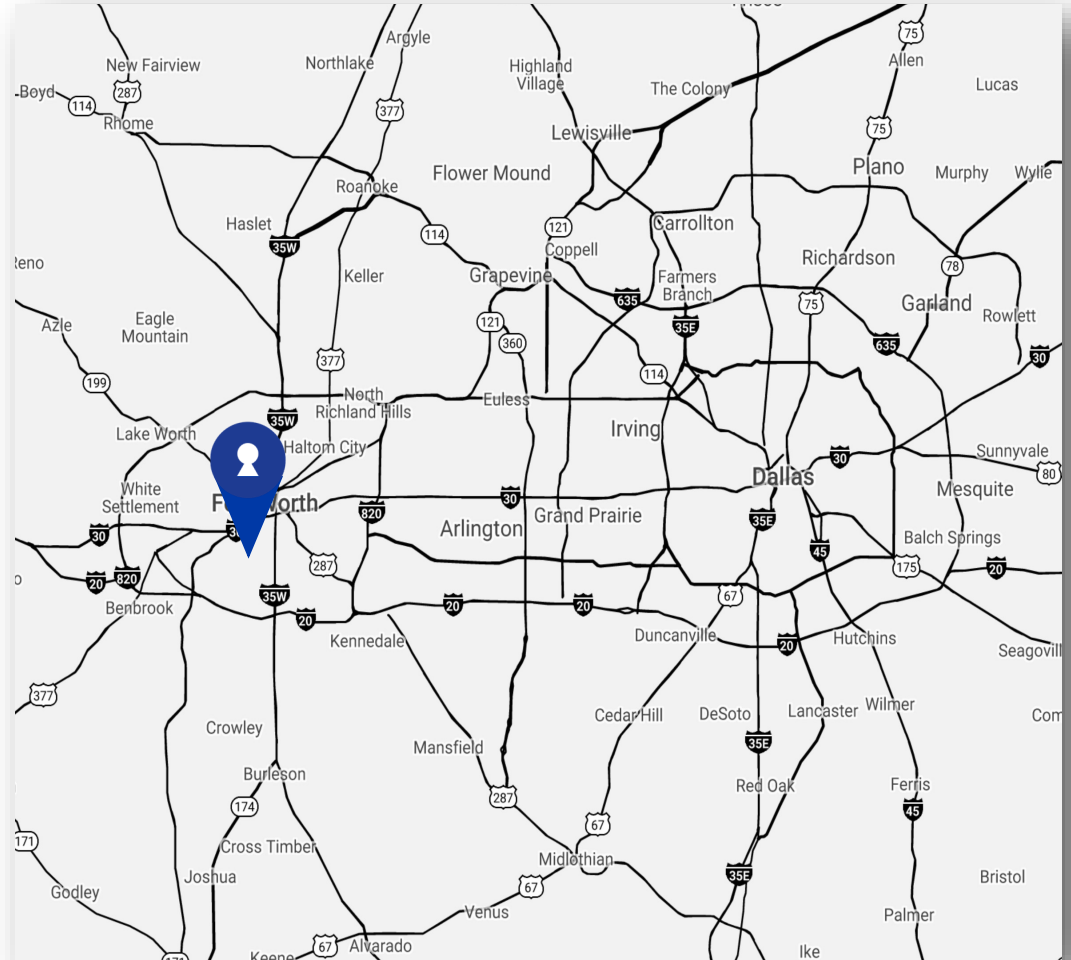 75
Argyle
Allen
New Fairview
Northlake
Highland
Village
The Colony
Lucas
287
Boyd
114
377
Rhome
Lewisville
75
Plano
Flower Mound
Murphy
Wylie
Roanoke
Haslet
121
Carrollton
114
35W
Coppell
Richardson
78
Keller
Grapevine
Farmers
Branch
635
75
Garland
Rowlett
Azle
Eagle
Mountain
121
35E
360
635
377
114
30
199
North
Richland Hills
Euless
35W
Lake Worth
Irving
Haltom City
Sunnyvale
30
80
Dallas
White
Settlement
Mesquite
30
820
Arlington
Grand Prairie
35E
30
45
Balch Springs
287
175
20
20
820
35W
67
Benbrook
20
20
20
Kennedale
Duncanville
Hutchins
20
Seagovill
377
Crowley
Cedar Hill
DeSoto
Lancaster
Wilmer
Com
Mansfield
35E
Burleson
Red Oak
Ferris
287
174
45
67
171
Cross Timber
Midlothian
35E
Joshua
Bristol
Godley
67
Venus
Palmer
67
Alvarado
Ike
Keene
171